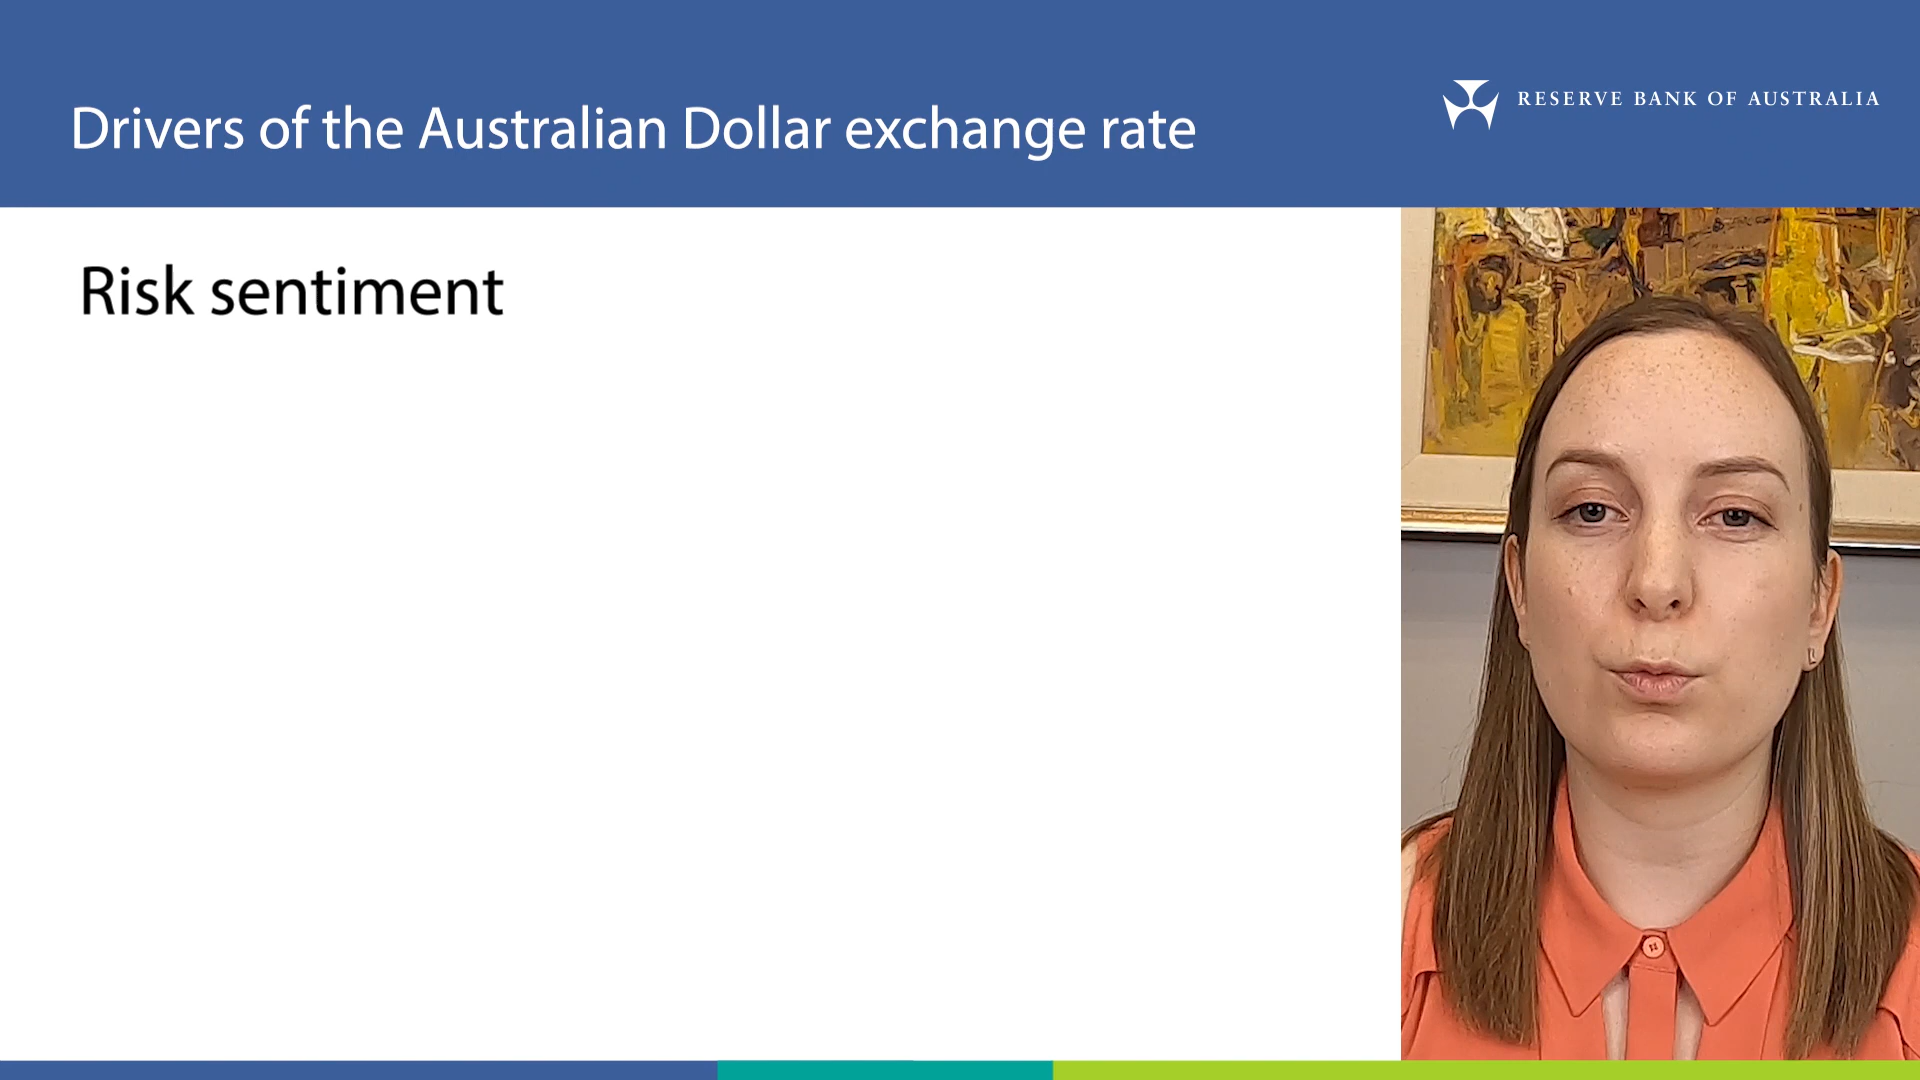 Drivers of the Australian Dollar exchange rate
RESERVE BANK OF AUSTRALIA
Risk sentiment